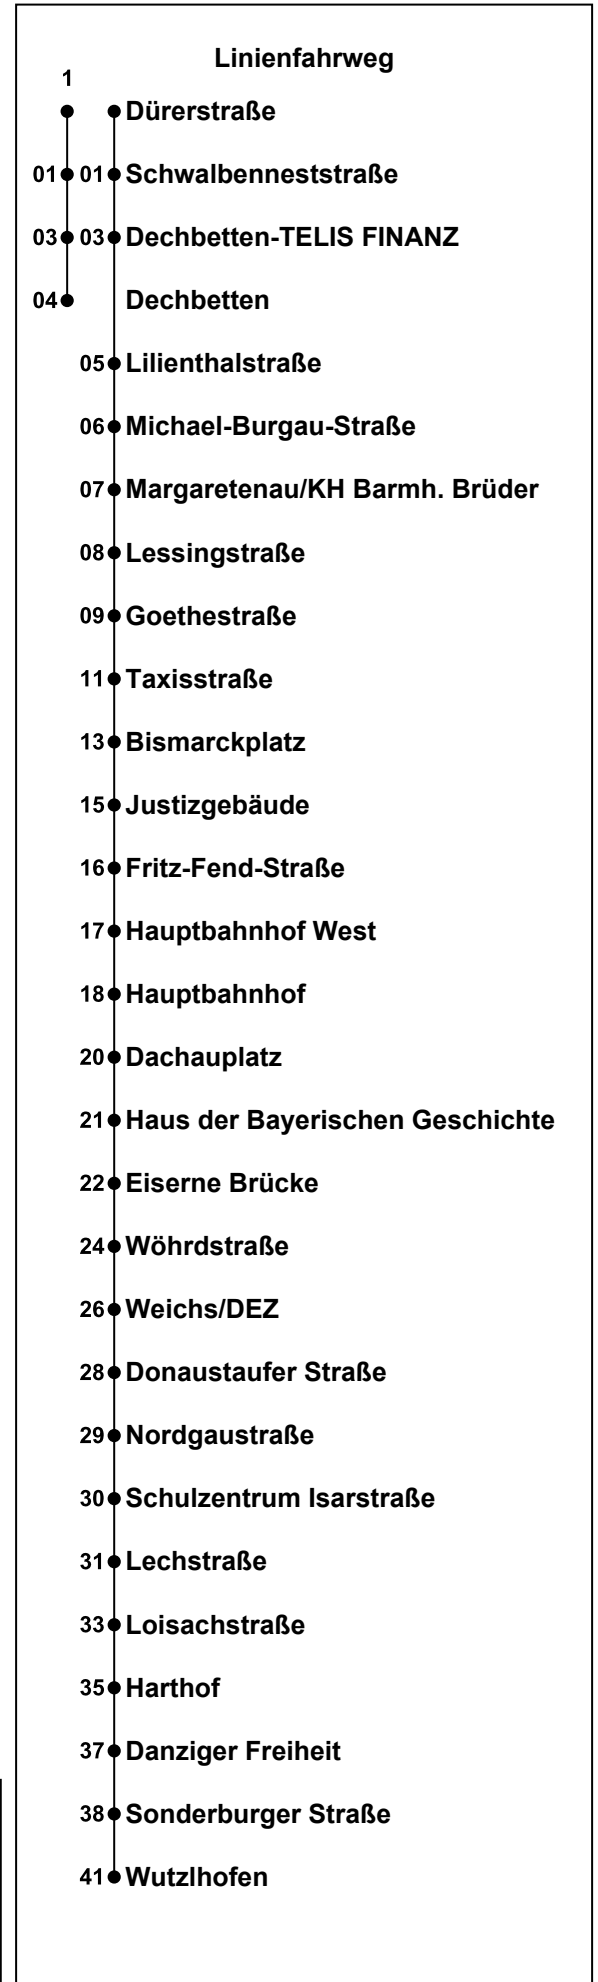 Linienfahrweg
1
Dürerstraße
01 01 Schwalbenneststraße
03 03 Dechbetten-TELIS FINANZ
04 Dechbetten
05 Lilienthalstraße
06 Michael-Burgau-Straße
07 Margaretenau/KH Barmh. Brüder
08 Lessingstraße
09 Goethestraße
11 Taxisstraße
13 Bismarckplatz
15 Justizgebäude
16 Fritz-Fend-Straße
17 Hauptbahnhof West
18 Hauptbahnhof
20 Dachauplatz
21 Haus der Bayerischen Geschichte
22 Eiserne Brücke
24 Wöhrdstraße
26 Weichs/DEZ
28 Donaustaufer Straße
29 Nordgaustraße
30 Schulzentrum Isarstraße
31 Lechstraße
33 Loisachstraße
35 Harthof
37 Danziger Freiheit
38 Sonderburger Straße
41 Wutzlhofen